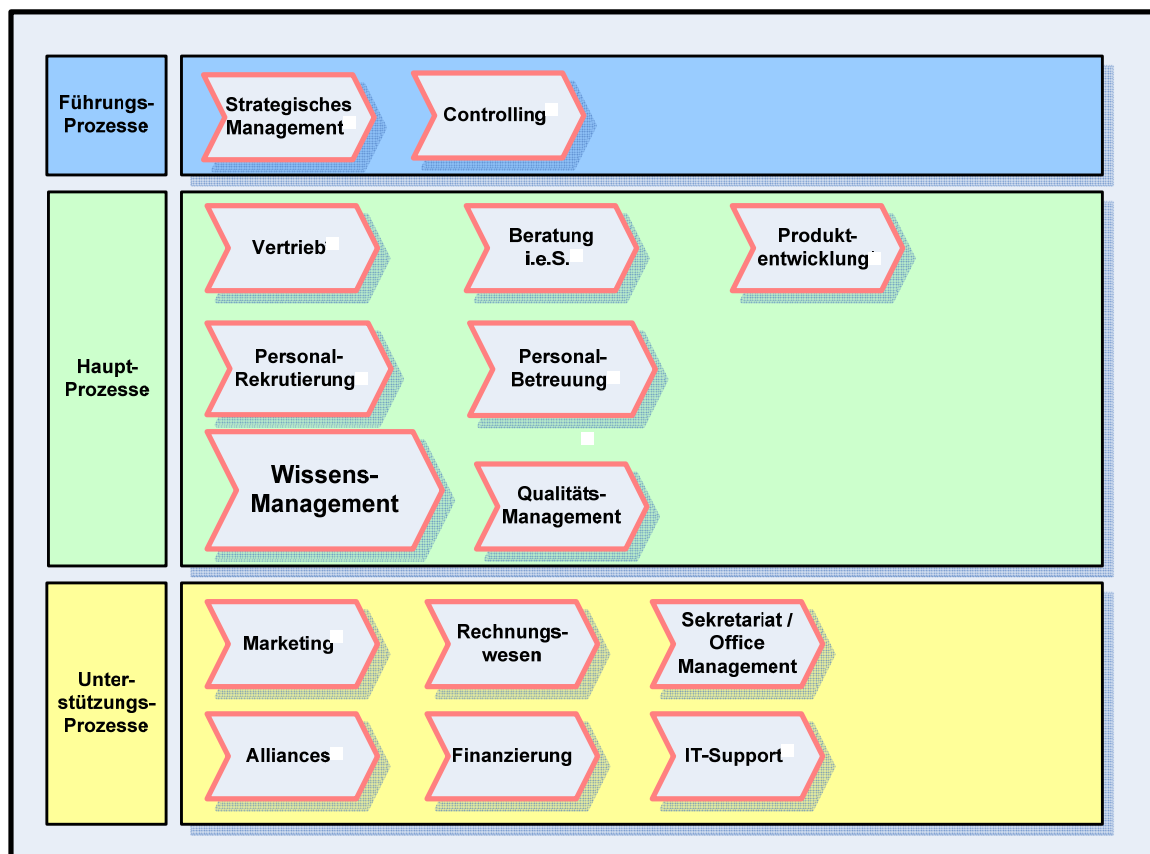 Führungs-
Prozesse
Strategisches
Management
Controlling
Haupt-
Prozesse
Vertrieb
Beratung
i.e.S.
Produkt-
entwicklung
Personal-
Rekrutierung
Personal-
Betreuung
Wissens-
Management
Qualitäts-
Management
Unter-
stützungs-
Prozesse
Marketing
Rechnungs-
wesen
Sekretariat /
Office
Management
Alliances
Finanzierung
IT-Support